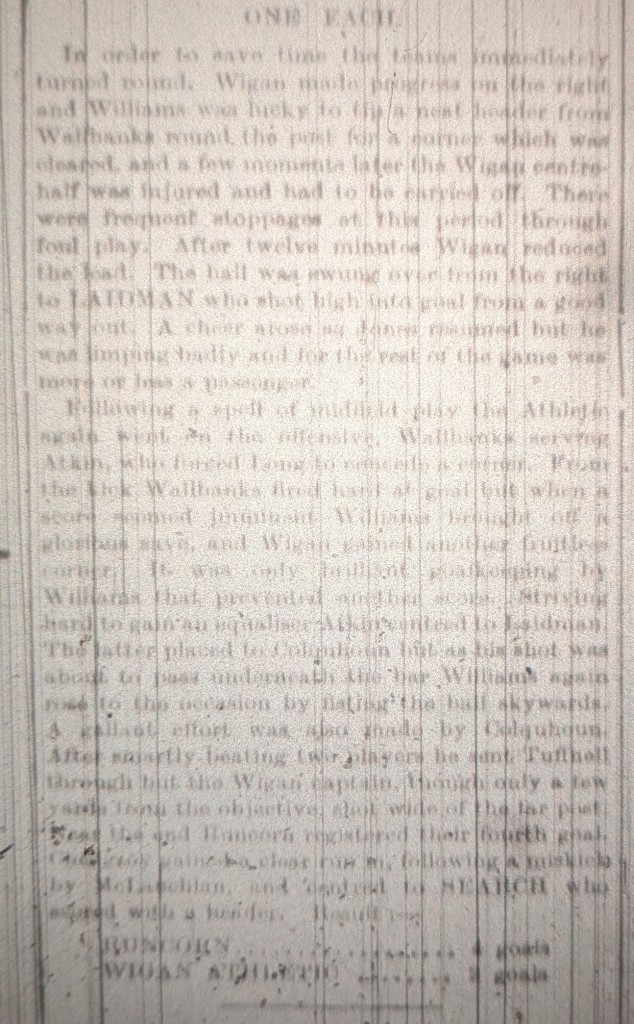 ONE EACH.
In order to save time the teams immediately
turned round. Wigan made progress on the right
and Williams was lucky to tip a neat header from
Wallbanks round the post for a corner which was
cleared, and a few moments later the Wigan centre-
half was injured and had to be carried off. There
were frequent stoppages at this period through
foul play. After twelve minutes Wigan reduced
the lead. The ball was swung over from the right
to LAIDMAN who shot high into goal from a good
way out. A cheer arose as Jones resumed but he
was limping badly and for the rest of the game was
more or less a passenger.
Following a spell of midfield play the Athletic
again went on the offensive, Wallbanks serving
Atkin, who forced Long to concede a corner. From
the kick Wallbanks fired hard at goal but when a
score seemed imminent Williams brought off a
glorious save, and Wigan gained another fruitless
corner. It was only brilliant goalkeeping by
Williams that prevented another score. Striving
hard to gain an equaliser Atkin centred to Laidman.
The latter placed to Colquhoun but as his shot was
about to pass underneath the bar Williams again
rose to the occasion by fisting the ball skywards.
A gallant effort was also made by Colquhoun.
After smartly beating two players he sent Tuffnell
through but the Wigan captain, though only a few
yards from the objective, shot wide of the far post.
Near the end Runcorn registered their fourth goal.
gained a clear run in, following a miskick
by McLauchlan, and centred to SEARCH who
scored with a header. Result:—
RUNCORN .................... 4 goals
WIGAN ATHLETIC ......... goals